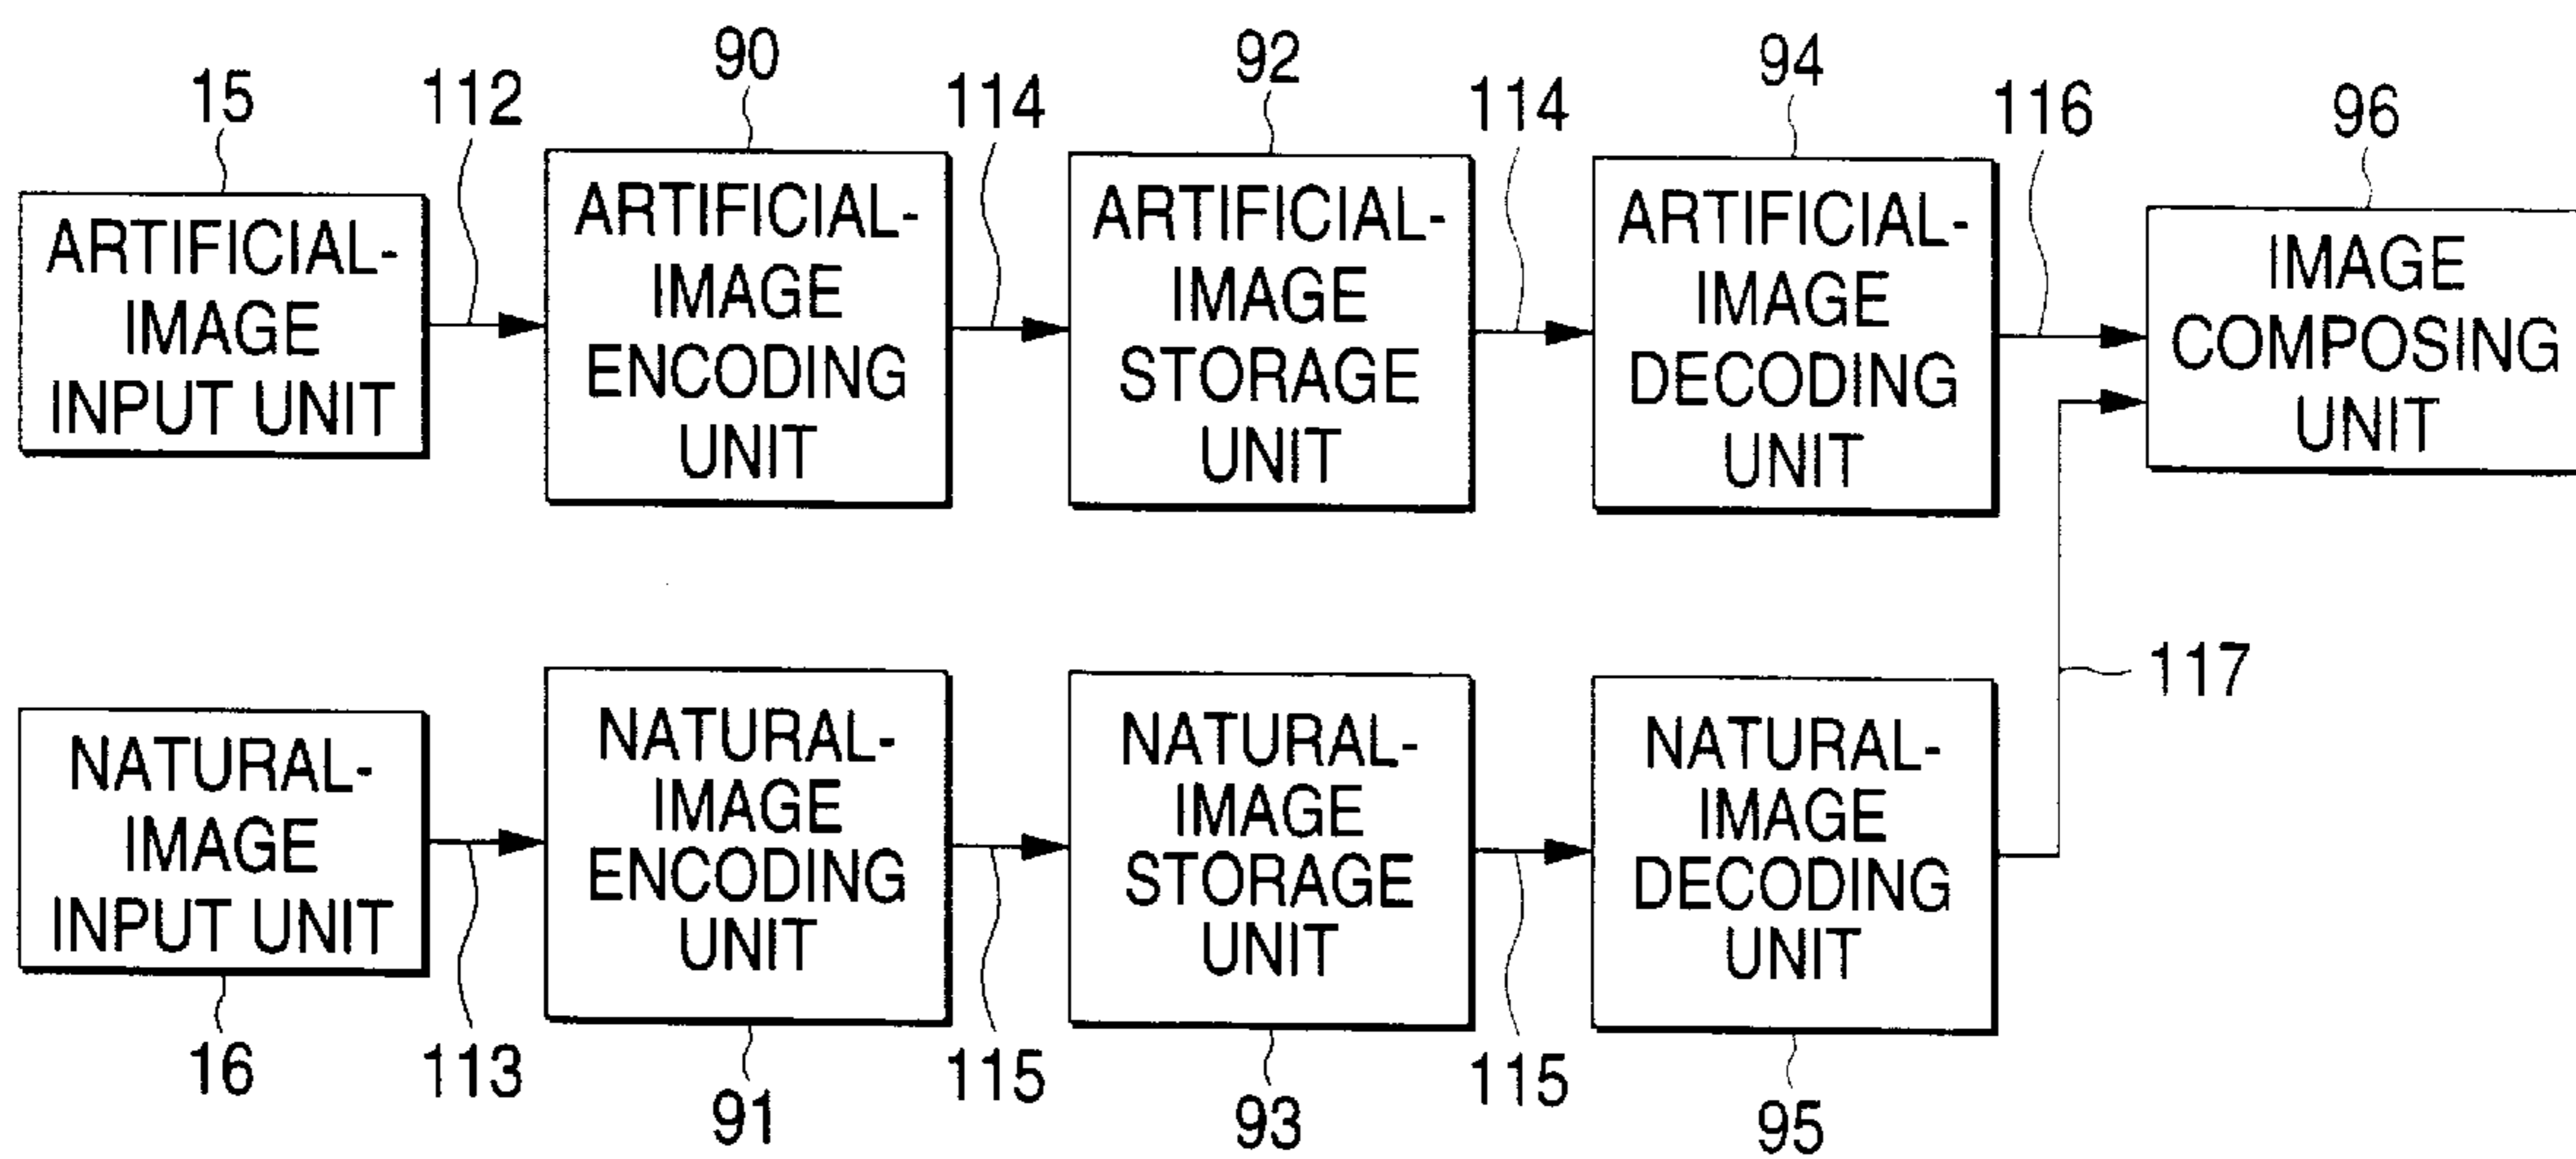 15
112
90
114
92
114
94
116
96
ARTIFICIAL-
IMAGE
INPUT UNIT
ARTIFICIAL-
IMAGE
ENCODING
UNIT
ARTIFICIAL-
IMAGE
STORAGE
UNIT
ARTIFICIAL-
IMAGE
DECODING
UNIT
IMAGE
COMPOSING
UNIT
117
NATURAL-
IMAGE
INPUT UNIT
NATURAL-
IMAGE
ENCODING
UNIT
NATURAL-
IMAGE
STORAGE
UNIT
NATURAL-
IMAGE
DECODING
UNIT
16
113
91
115
93
115
95